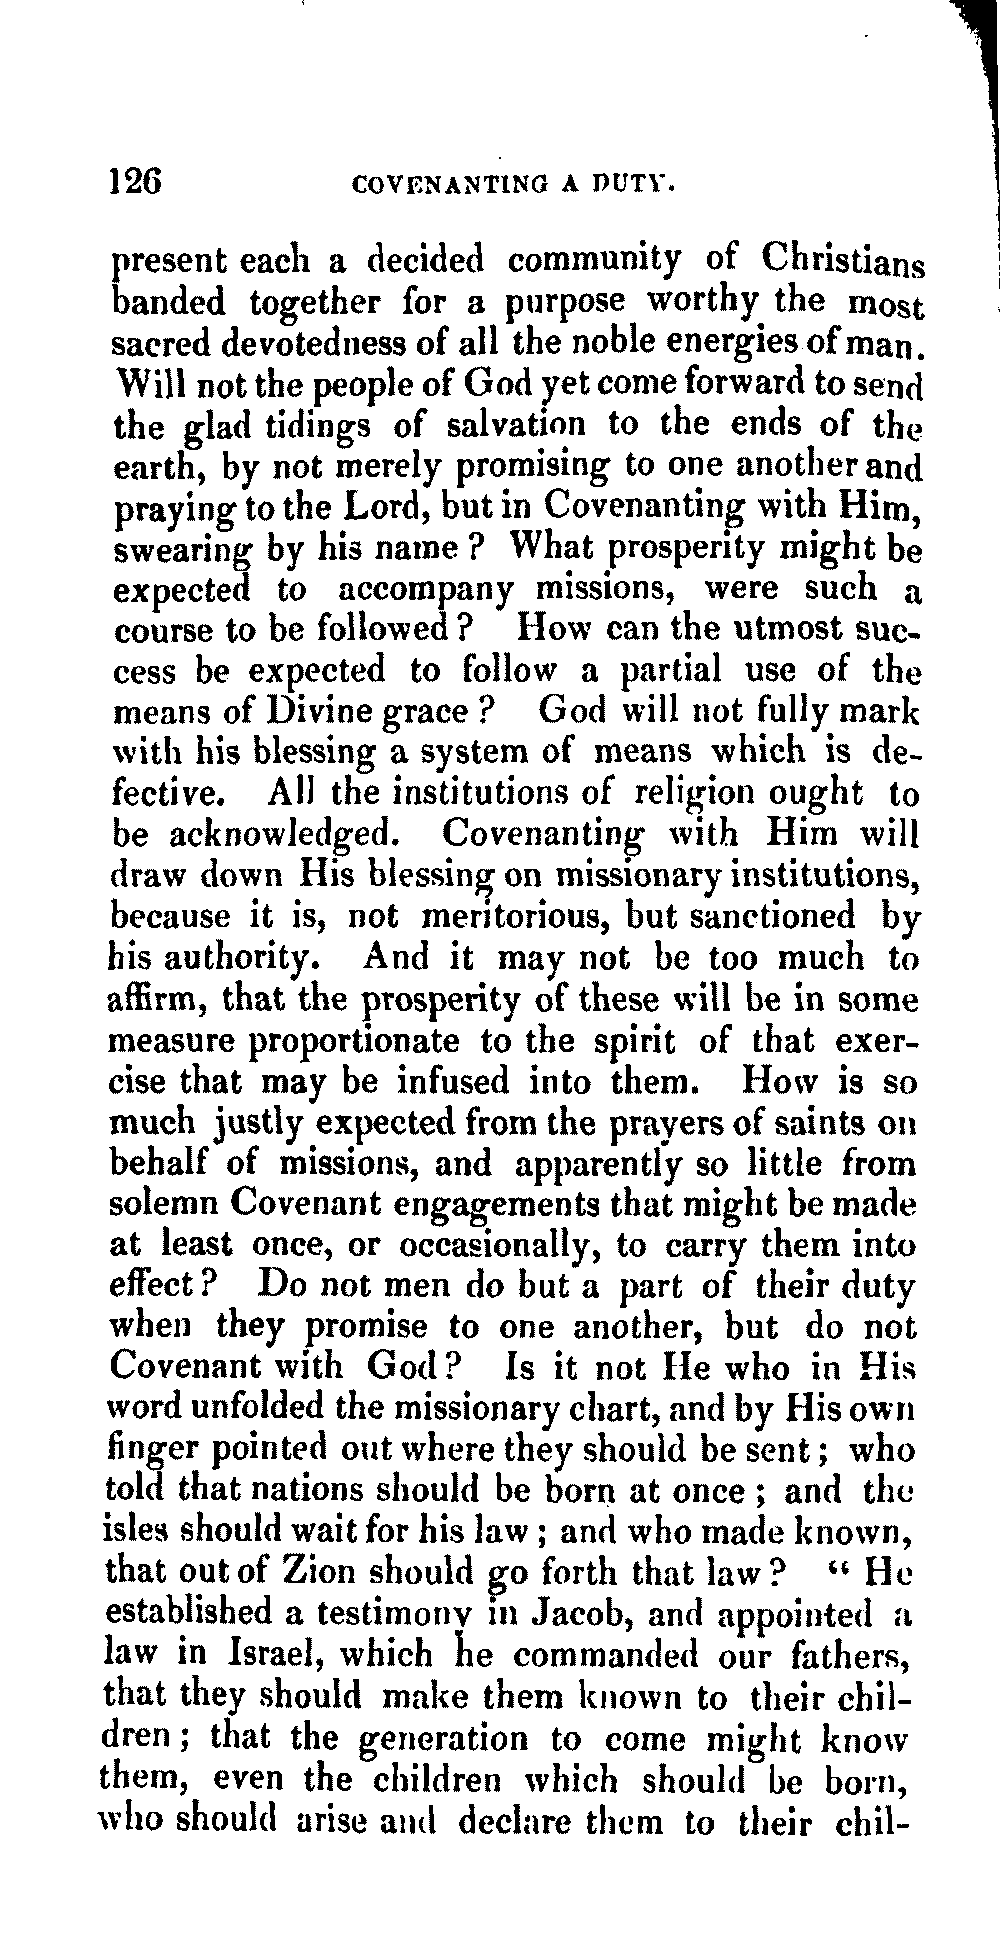 126 COVENANTING A DUTY.
present each a decided community of Christians
banded together for a purpose worthy the most
sacred devotedness of all the noble energies of man.
Will not the people of God yet come forward to send
the glad tidings of salvation to the ends of the
earth, by not merely promising to one another and
praying to the Lord, but in Covenanting with Him,
swearing by his name? What prosperity might be
expected to accompany missions, were such a
course to be followed? How can the utmost suc-
cess be expected to follow a partial use of the
means of Divine grace? God will not fully mark
with his blessing a system of means which is de-
fective. All the institutions of religion ought to
be acknowledged. Covenanting with Him will
draw down His blessing on missionary institutions,
because it is, not meritorious, but sanctioned by
his authority. And it may not be too much to
affirm, that the prosperity of these will be in some
measure proportionate to the spirit of that exer-
cise that may be infused into them. How is so
much justly expected from the prayers of saints on
behalf of missions, and apparently so little from
solemn Covenant engagements that might be made
at least once, or occasionally, to carry them into
effect? Do not men do but a part of their duty
when they promise to one another, but do not
Covenant with God? Is it not He who in His
word unfolded the missionary chart, and by His own
finger pointed out where they should be sent; who
told that nations should be born at once; and the
isles should wait for his law; and who made known,
that out of Zion should go forth that law? “ He
established a testimony in Jacob, and appointed a
law in Israel, which he commanded our fathers,
that they should make them known to their chil-
dren; that the generation to come might know
them, even the children which should be born,
who should arise and declare them to their chil-